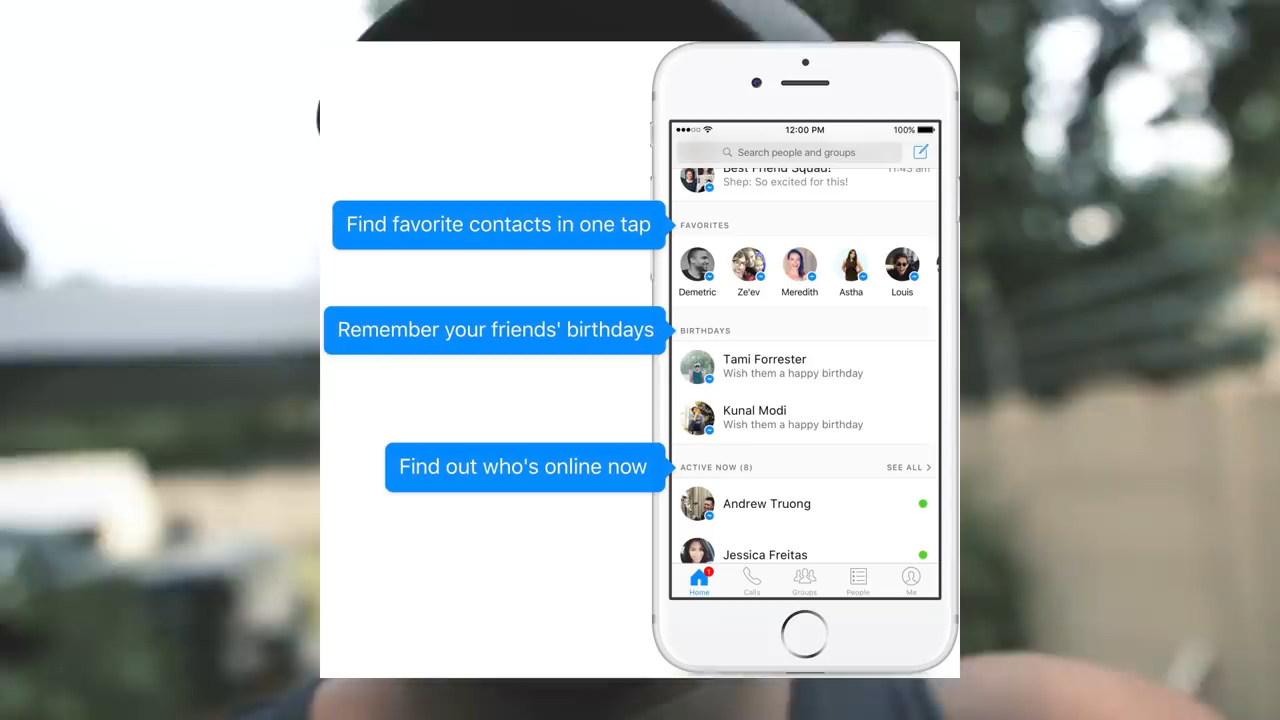 12:00 PM
100%
Search people and groups
Best Friend Squad! 11:43 am
Shep: So excited for this!
Find favorite contacts in one tap
FAVORITES
Demetric Ze'ev Meredith Astha Louis
Remember your friends' birthdays
BIRTHDAYS
Tami Forrester
Wish them a happy birthday
Kunal Modi
Wish them a happy birthday
Find out who's online now
ACTIVE NOW (8) SEE ALL
Andrew Truong
Jessica Freitas
1
Home Calls Groups People Me